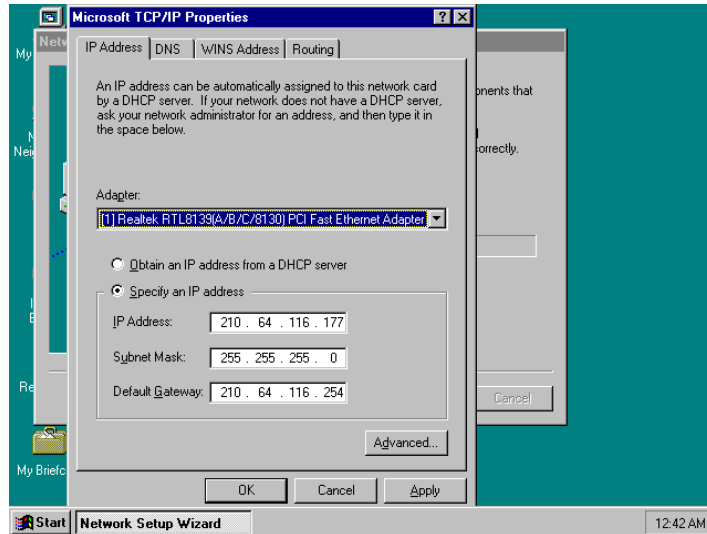 Microsoft TCP/IP Properties
My
IP Address
DNS
WINS Address
Routing
An IP address can be automatically assigned to this network card
by a DHCP server. If your network does not have a DHCP server,
ask your network administrator for an address, and then type it in
the space below.
onents that
orrectly.
Adapter:
[1] Realtek RTL8139(A/B/C/8130) PCI Fast Ethernet Adapter
Obtain an IP address from a DHCP server
Specify an IP address
IP Address: 210 . 64 . 116 . 177
Subnet Mask: 255 . 255 . 255 . 0
Default Gateway: 210 . 64 . 116 . 254
Advanced...
Cancel
My Briefc
OK
Cancel
Apply
Start
Network Setup Wizard
12:42 AM